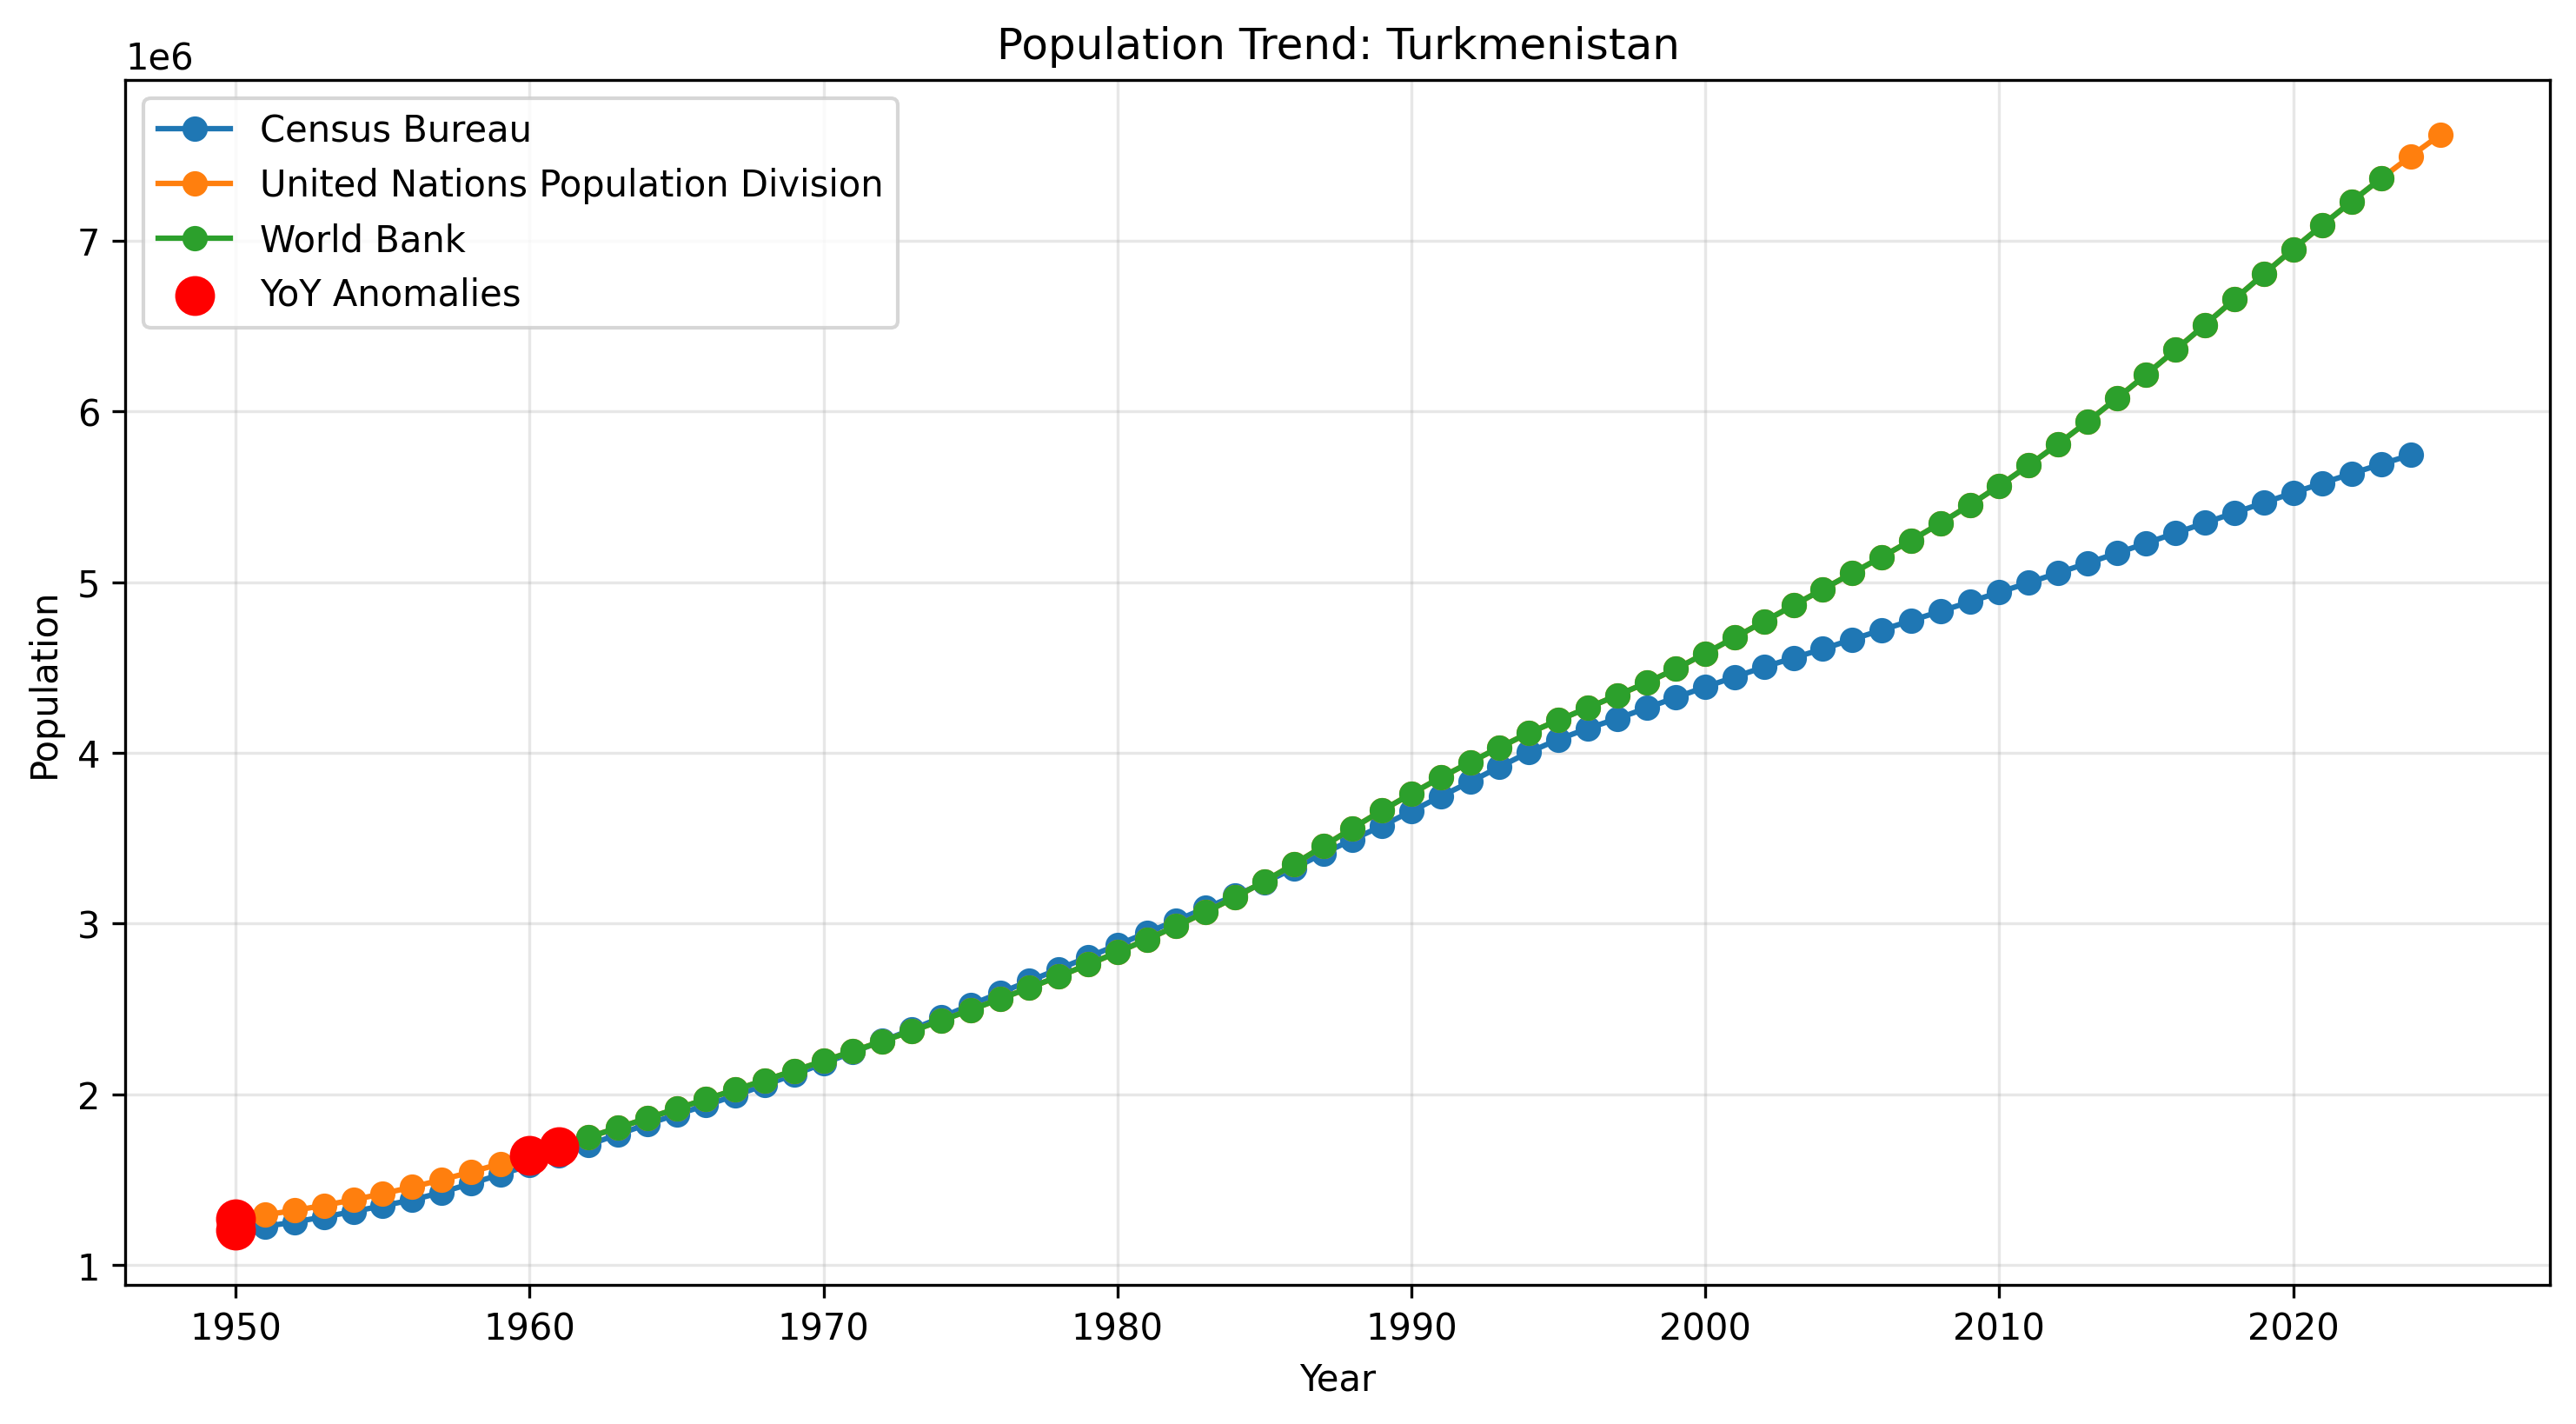 Population Trend: Turkmenistan
1e6
Census Bureau
United Nations Population Division
World Bank
YoY Anomalies
7
6
5
4
3
2
1
Population
1950 1960 1970 1980 1990 2000 2010 2020
Year